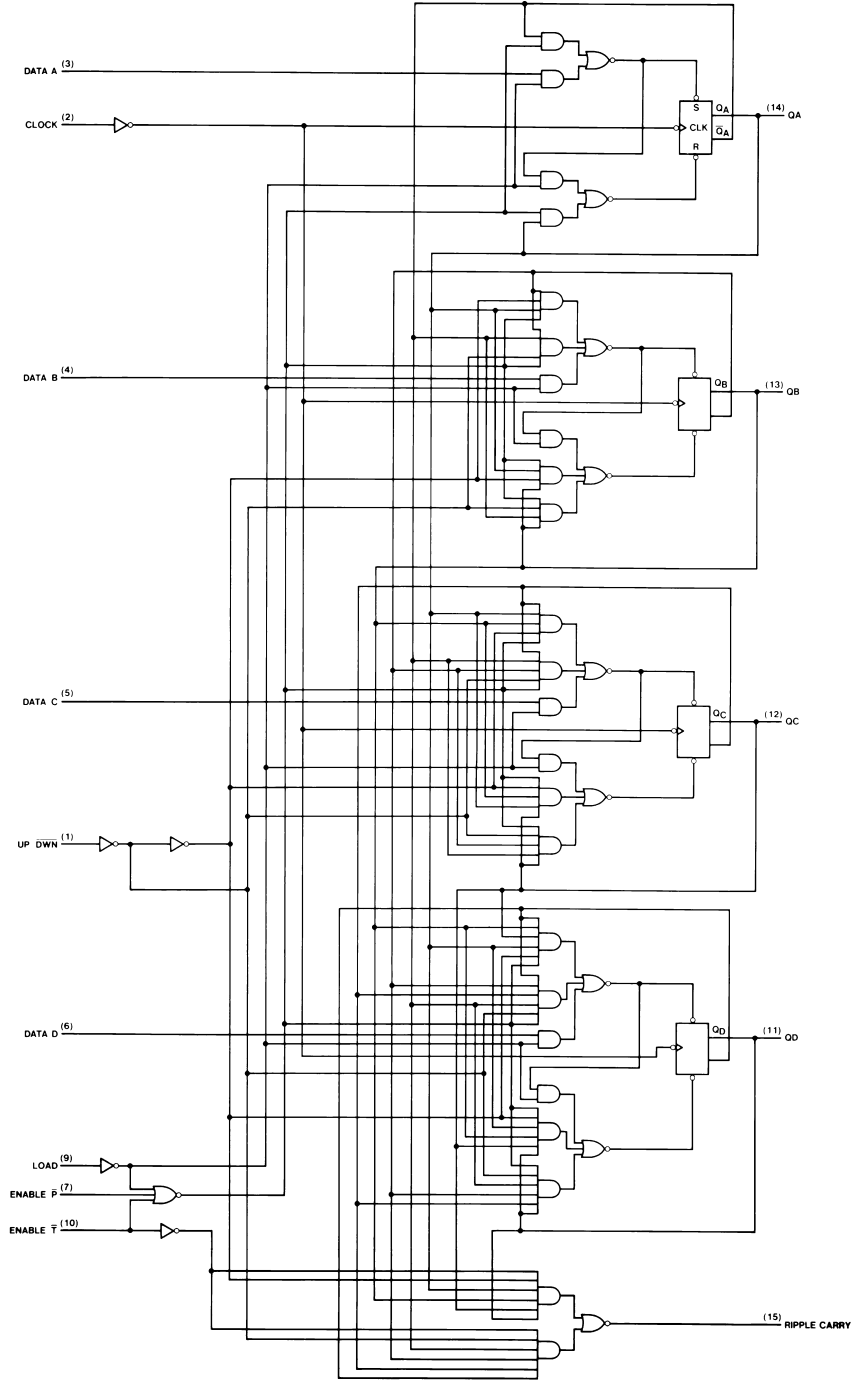 DATA A (3)
CLOCK (2)
S QA (14) QA
CLK Q̅A
R
DATA B (4)
QB (13) QB
DATA C (5)
QC (12) QC
UP D̅W̅N̅ (1)
DATA D (6)
QD (11) QD
LOAD (9)
ENABLE P̅ (7)
ENABLE T̅ (10)
(15) RIPPLE CARRY